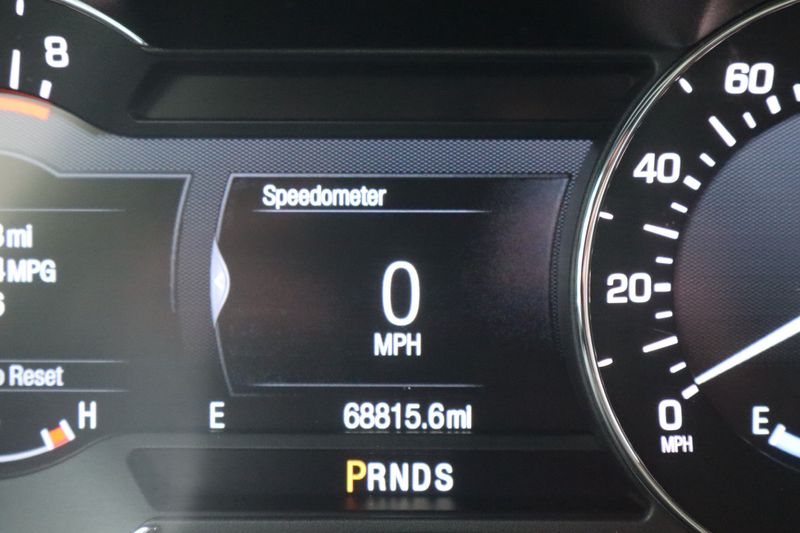 8
Speedometer
0
MPH
mi
MPG
Reset
H
E
68815.6mi
PRNDS
60
40
20
0
MPH
E